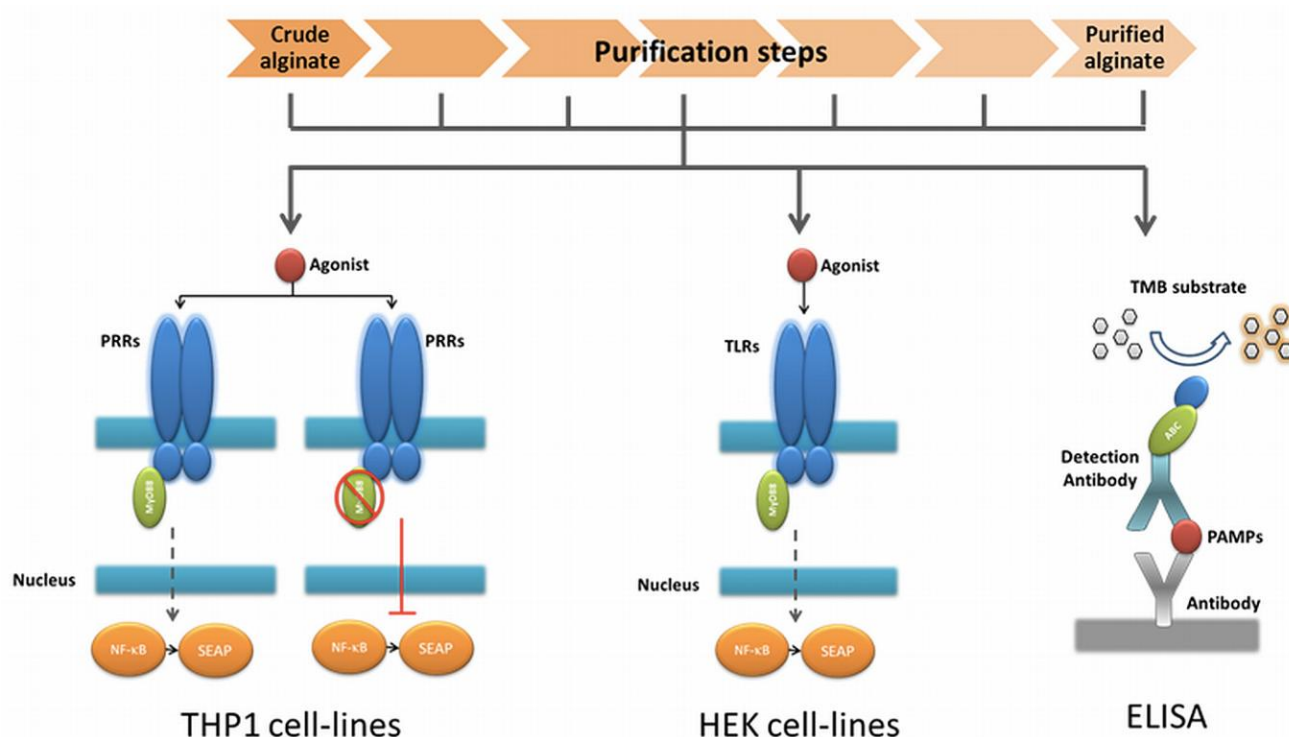 Crude
alginate
Purification steps
Purified
alginate
Agonist
Agonist
TMB substrate
PRRs
PRRs
TLRs
ABC
MyD88
MyD88
Detection
Antibody
PAMPs
Nucleus
Nucleus
Antibody
NF-κB
SEAP
NF-κB
SEAP
NF-κB
SEAP
THP1 cell-lines
HEK cell-lines
ELISA